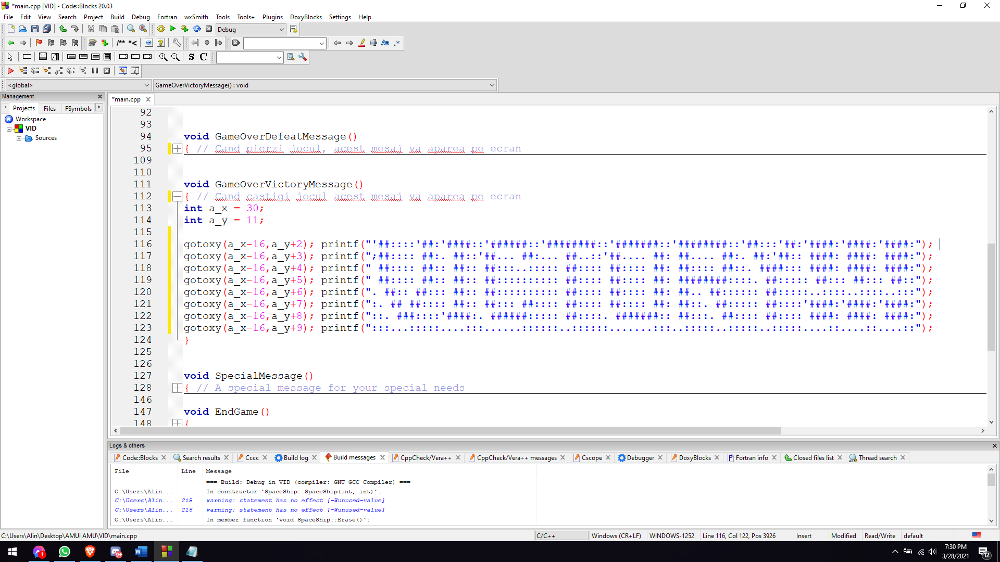 *main.cpp [VID] - Code::Blocks 20.03
File Edit View Search Project Build Debug Fortran wxSmith Tools Tools+ Plugins DoxyBlocks Settings Help
Debug
/** *<
S C
<global> GameOverVictoryMessage() : void
Management
*main.cpp
Projects Files FSymbols
Workspace
VID
Sources
92
93
94 void GameOverDefeatMessage()
95 { // Cand pierzi jocul, acest mesaj va aparea pe ecran
109
110
111 void GameOverVictoryMessage()
112 { // Cand castigi jocul acest mesaj va aparea pe ecran
113 int a_x = 30;
114 int a_y = 11;
115
116 gotoxy(a_x-16,a_y+2); printf("'##::::'##:'####::'######::'########::'#######::'########::'##:::'##:'####:'####:'####:");
117 gotoxy(a_x-16,a_y+3); printf(";##:::: ##:. ##::'##... ##:... ##..::'##.... ##: ##.... ##:. ##:'##:: ####: ####: ####:");
118 gotoxy(a_x-16,a_y+4); printf(" ##:::: ##:: ##:: ##:::..::::: ##:::: ##:::: ##: ##:::: ##::. ####::: ####: ####: ####:");
119 gotoxy(a_x-16,a_y+5); printf(" ##:::: ##:: ##:: ##:::::::::: ##:::: ##:::: ##: ########::::. ##::::: ##::: ##::: ##::");
120 gotoxy(a_x-16,a_y+6); printf(". ##:: ##::: ##:: ##:::::::::: ##:::: ##:::: ##: ##.. ##:::::: ##:::::..::::..::::..:::");
121 gotoxy(a_x-16,a_y+7); printf(":. ## ##:::: ##:: ##::: ##:::: ##:::: ##:::: ##: ##::. ##::::: ##::::'####:'####:'####:");
122 gotoxy(a_x-16,a_y+8); printf("::. ###::::'####:. ######::::: ##::::. #######:: ##:::. ##:::: ##:::: ####: ####: ####:");
123 gotoxy(a_x-16,a_y+9); printf(":::...:::::....:::......::::::..::::::.......:::..:::::..:::::..:::::....::....::....::");
124 }
125
126
127 void SpecialMessage()
128 { // A special message for your special needs
146
147 void EndGame()
148 {
Logs & others
Code::Blocks Search results Cccc Build log Build messages CppCheck/Vera++ CppCheck/Vera++ messages Cscope Debugger DoxyBlocks Fortran info Closed files list Thread search
File Line Message
=== Build: Debug in VID (compiler: GNU GCC Compiler) ===
C:\Users\Alin... In constructor 'SpaceShip::SpaceShip(int, int)':
C:\Users\Alin... 215 warning: statement has no effect [-Wunused-value]
C:\Users\Alin... 216 warning: statement has no effect [-Wunused-value]
C:\Users\Alin... In member function 'void SpaceShip::Erase()':
C:\Users\Alin\Desktop\AMUI AMU\VID\main.cpp C/C++ Windows (CR+LF) WINDOWS-1252 Line 116, Col 122, Pos 3926 Insert Modified Read/Write default
7:30 PM
3/28/2021
1
9+
12